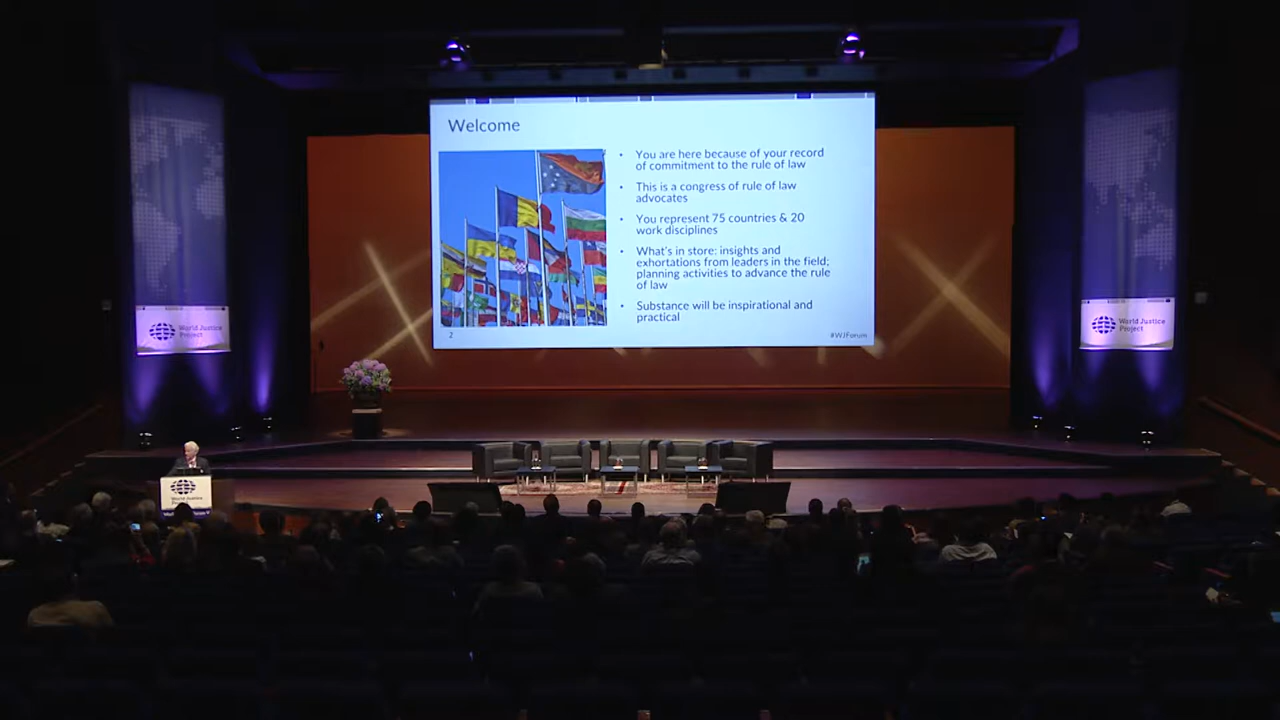 Welcome
• You are here because of your record
of commitment to the rule of law
• This is a congress of rule of law
advocates
• You represent 75 countries & 20
work disciplines
• What's in store: insights and
exhortations from leaders in the field;
planning activities to advance the rule
of law
• Substance will be inspirational and
practical
2
#WJForum
World Justice
Project
World Justice
Project
World Justice
Project